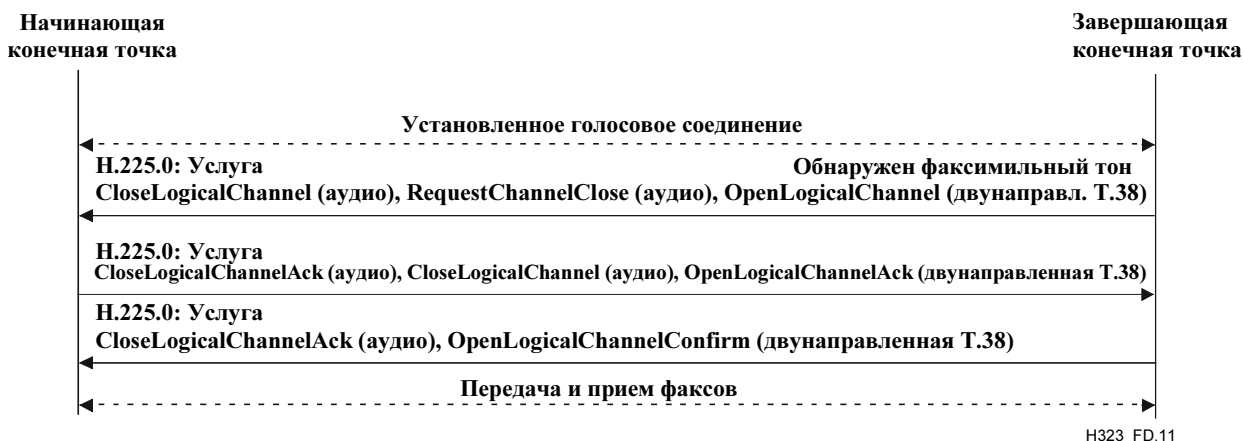 Начинающая
конечная точка
Завершающая
конечная точка
Установленное голосовое соединение
H.225.0: Услуга
Обнаружен факсимильный тон
CloseLogicalChannel (аудио), RequestChannelClose (аудио), OpenLogicalChannel (двунаправл. T.38)
H.225.0: Услуга
CloseLogicalChannelAck (аудио), CloseLogicalChannel (аудио), OpenLogicalChannelAck (двунаправленная T.38)
H.225.0: Услуга
CloseLogicalChannelAck (аудио), OpenLogicalChannelConfirm (двунаправленная T.38)
Передача и прием факсов
H323_FD.11